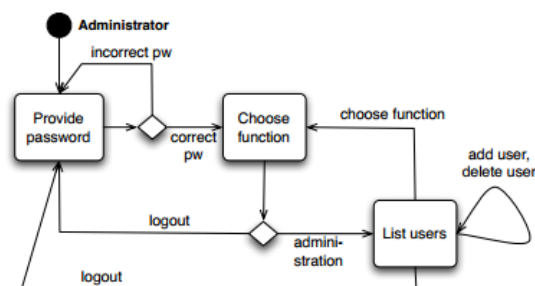 Administrator
incorrect pw
Provide
password
correct
pw
Choose
function
choose function
add user,
delete user
logout
admini-
stration
List users
logout